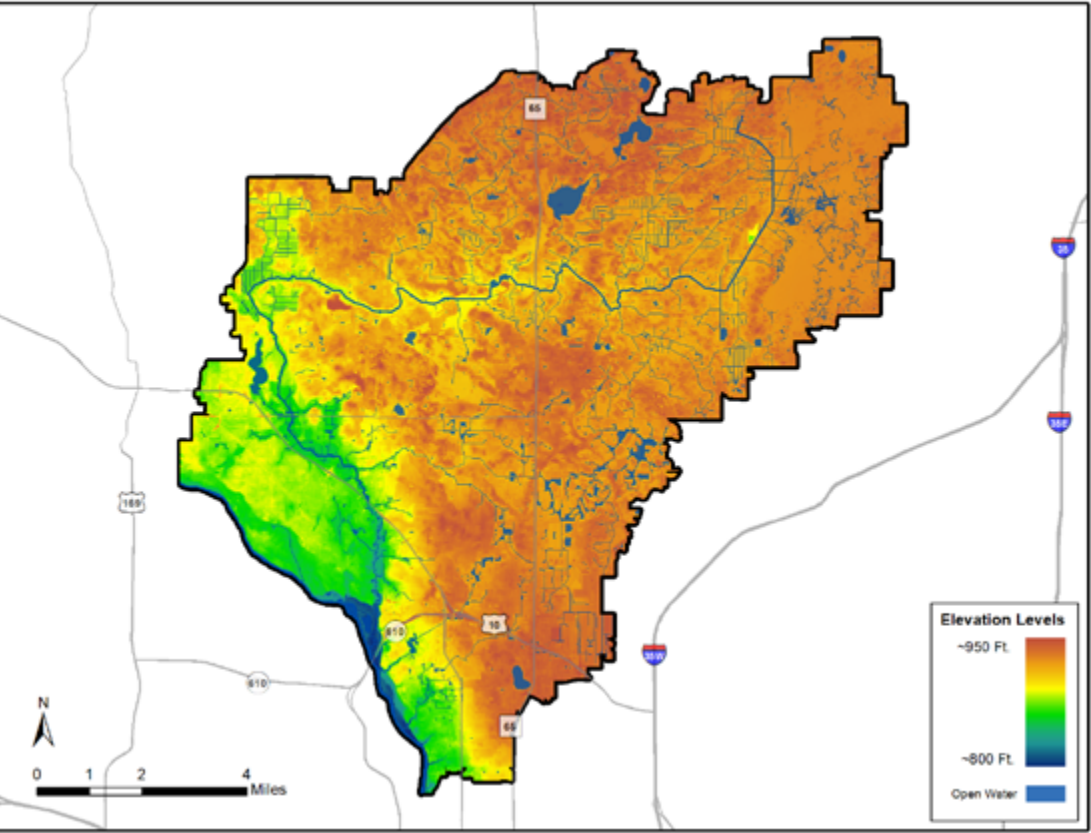 65
35
35E
169
610
10
35W
610
65
N
0 1 2 4
Miles
Elevation Levels
~950 Ft.
~800 Ft.
Open Water